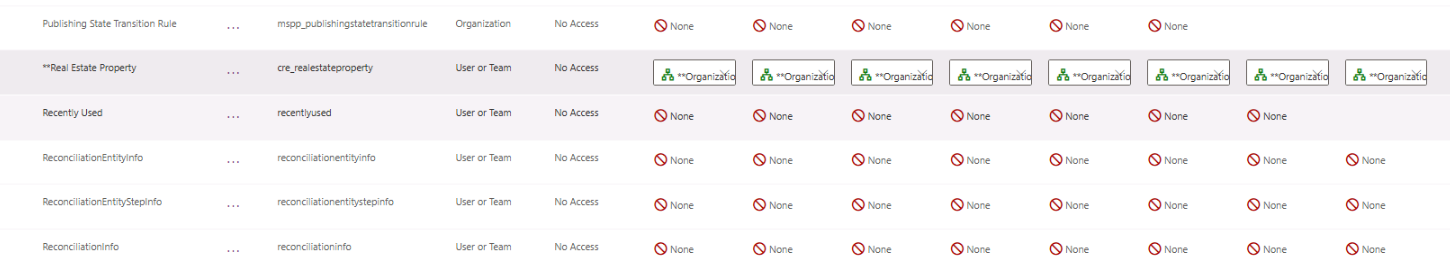 Publishing State Transition Rule ... mspp_publishingstatetransitionrule Organization No Access None None None None None None
**Real Estate Property ... cre_realestateproperty User or Team No Access **Organizatio **Organizatio **Organizatio **Organizatio **Organizatio **Organizatio **Organizatio **Organizatio
Recently Used ... recentlyused User or Team No Access None None None None None None None
ReconciliationEntityInfo ... reconciliationentityinfo User or Team No Access None None None None None None None None
ReconciliationEntityStepInfo ... reconciliationentitystepinfo User or Team No Access None None None None None None None None
ReconciliationInfo ... reconciliationinfo User or Team No Access None None None None None None None None